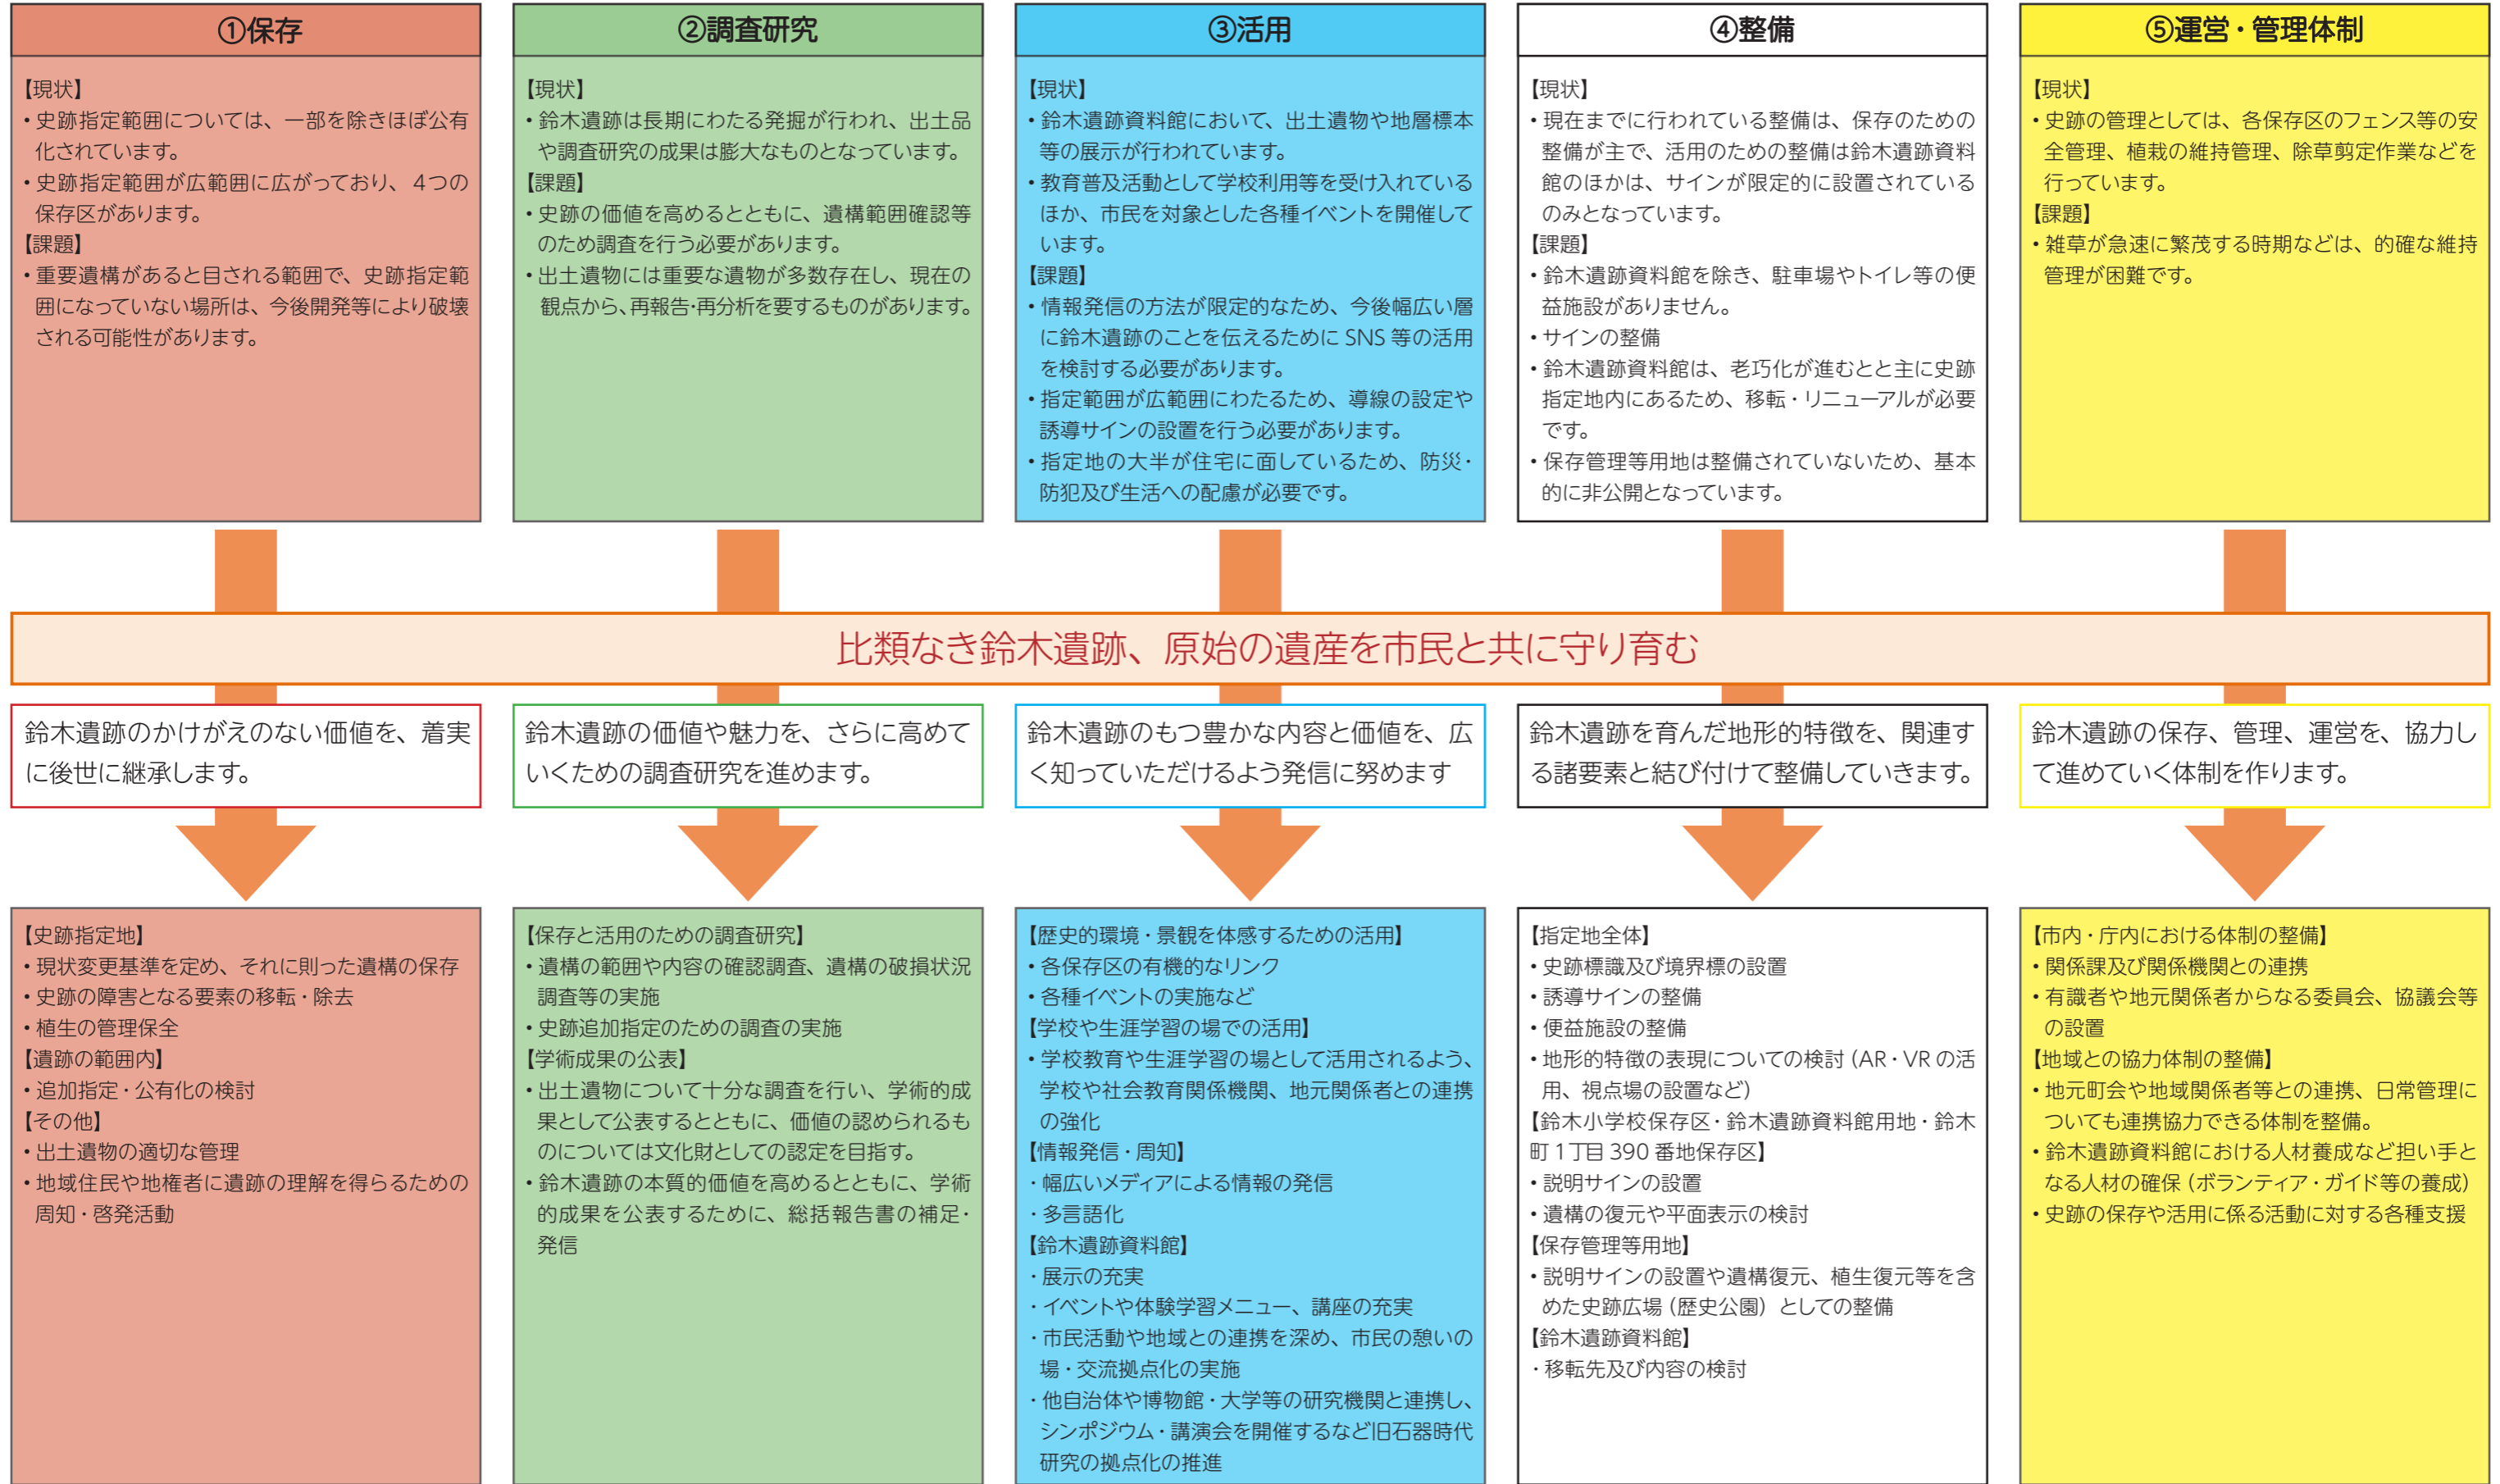 ①保存
【現状】
・史跡指定範囲については、一部を除きほぼ公有
化されています。
・史跡指定範囲が広範囲に広がっており、4つの
保存区があります。
【課題】
・重要遺構があると目される範囲で、史跡指定範
囲になっていない場所は、今後開発等により破壊
される可能性があります。
②調査研究
【現状】
・鈴木遺跡は長期にわたる発掘が行われ、出土品
や調査研究の成果は膨大なものとなっています。
【課題】
・史跡の価値を高めるとともに、遺構範囲確認等
のため調査を行う必要があります。
・出土遺物には重要な遺物が多数存在し、現在の
観点から、再報告・再分析を要するものがあります。
③活用
【現状】
・鈴木遺跡資料館において、出土遺物や地層標本
等の展示が行われています。
・教育普及活動として学校利用等を受け入れている
ほか、市民を対象とした各種イベントを開催して
います。
【課題】
・情報発信の方法が限定的なため、今後幅広い層
に鈴木遺跡のことを伝えるために SNS 等の活用
を検討する必要があります。
・指定範囲が広範囲にわたるため、導線の設定や
誘導サインの設置を行う必要があります。
・指定地の大半が住宅に面しているため、防災・
防犯及び生活への配慮が必要です。
④整備
【現状】
・現在までに行われている整備は、保存のための
整備が主で、活用のための整備は鈴木遺跡資料
館のほかは、サインが限定的に設置されている
のみとなっています。
【課題】
・鈴木遺跡資料館を除き、駐車場やトイレ等の便
益施設がありません。
・サインの整備
・鈴木遺跡資料館は、老巧化が進むとと主に史跡
指定地内にあるため、移転・リニューアルが必要
です。
・保存管理等用地は整備されていないため、基本
的に非公開となっています。
⑤運営・管理体制
【現状】
・史跡の管理としては、各保存区のフェンス等の安
全管理、植栽の維持管理、除草剪定作業などを
行っています。
【課題】
・雑草が急速に繁茂する時期などは、的確な維持
管理が困難です。
比類なき鈴木遺跡、原始の遺産を市民と共に守り育む
鈴木遺跡のかけがえのない価値を、着実
に後世に継承します。
鈴木遺跡の価値や魅力を、さらに高めて
いくための調査研究を進めます。
鈴木遺跡のもつ豊かな内容と価値を、広
く知っていただけるよう発信に努めます
鈴木遺跡を育んだ地形的特徴を、関連す
る諸要素と結び付けて整備していきます。
鈴木遺跡の保存、管理、運営を、協力し
て進めていく体制を作ります。
【史跡指定地】
・現状変更基準を定め、それに則った遺構の保存
・史跡の障害となる要素の移転・除去
・植生の管理保全
【遺跡の範囲内】
・追加指定・公有化の検討
【その他】
・出土遺物の適切な管理
・地域住民や地権者に遺跡の理解を得らるための
周知・啓発活動
【保存と活用のための調査研究】
・遺構の範囲や内容の確認調査、遺構の破損状況
調査等の実施
・史跡追加指定のための調査の実施
【学術成果の公表】
・出土遺物について十分な調査を行い、学術的成
果として公表するとともに、価値の認められるも
のについては文化財としての認定を目指す。
・鈴木遺跡の本質的価値を高めるとともに、学術
的成果を公表するために、総括報告書の補足・
発信
【歴史的環境・景観を体感するための活用】
・各保存区の有機的なリンク
・各種イベントの実施など
【学校や生涯学習の場での活用】
・学校教育や生涯学習の場として活用されるよう、
学校や社会教育関係機関、地元関係者との連携
の強化
【情報発信・周知】
・幅広いメディアによる情報の発信
・多言語化
【鈴木遺跡資料館】
・展示の充実
・イベントや体験学習メニュー、講座の充実
・市民活動や地域との連携を深め、市民の憩いの
場・交流拠点化の実施
・他自治体や博物館・大学等の研究機関と連携し、
シンポジウム・講演会を開催するなど旧石器時代
研究の拠点化の推進
【指定地全体】
・史跡標識及び境界標の設置
・誘導サインの整備
・便益施設の整備
・地形的特徴の表現についての検討（AR・VR の活
用、視点場の設置など）
【鈴木小学校保存区・鈴木遺跡資料館用地・鈴木
町 1丁目 390 番地保存区】
・説明サインの設置
・遺構の復元や平面表示の検討
【保存管理等用地】
・説明サインの設置や遺構復元、植生復元等を含
めた史跡広場（歴史公園）としての整備
【鈴木遺跡資料館】
・移転先及び内容の検討
【市内・庁内における体制の整備】
・関係課及び関係機関との連携
・有識者や地元関係者からなる委員会、協議会等
の設置
【地域との協力体制の整備】
・地元町会や地域関係者等との連携、日常管理に
ついても連携協力できる体制を整備。
・鈴木遺跡資料館における人材養成など担い手と
なる人材の確保（ボランティア・ガイド等の養成）
・史跡の保存や活用に係る活動に対する各種支援